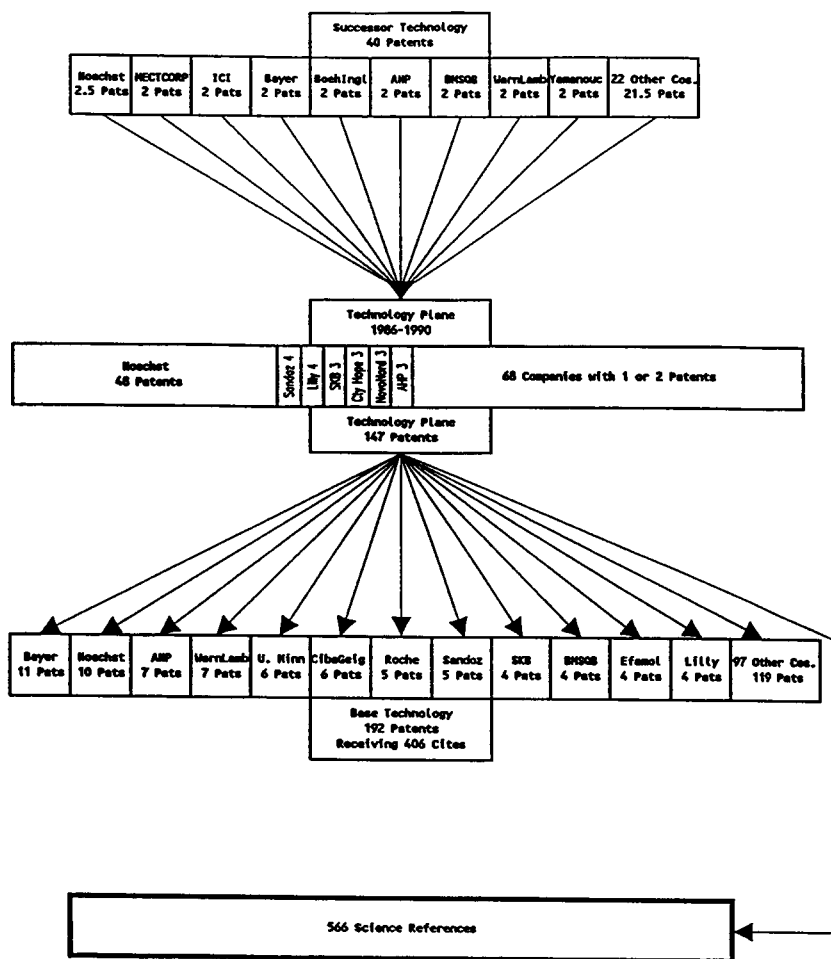 Successor Technology
40 Patents
Hoechst
2.5 Pats
MECTCORP
2 Pats
ICI
2 Pats
Bayer
2 Pats
BoehIngl
2 Pats
AHP
2 Pats
BMSQB
2 Pats
WarnLamb
2 Pats
Yamanouc
2 Pats
22 Other Cos.
21.5 Pats
Technology Plane
1986-1990
Hoechst
48 Patents
Sandoz 4
Lilly 4
SKB 3
Cty Hope 3
NovoNord 3
AHP 3
68 Companies with 1 or 2 Patents
Technology Plane
147 Patents
Bayer
11 Pats
Hoechst
10 Pats
AHP
7 Pats
WarnLamb
7 Pats
U. Minn
6 Pats
CibaGeig
6 Pats
Roche
5 Pats
Sandoz
5 Pats
SKB
4 Pats
BMSQB
4 Pats
Efamol
4 Pats
Lilly
4 Pats
97 Other Cos.
119 Pats
Base Technology
192 Patents
Receiving 406 Cites
566 Science References